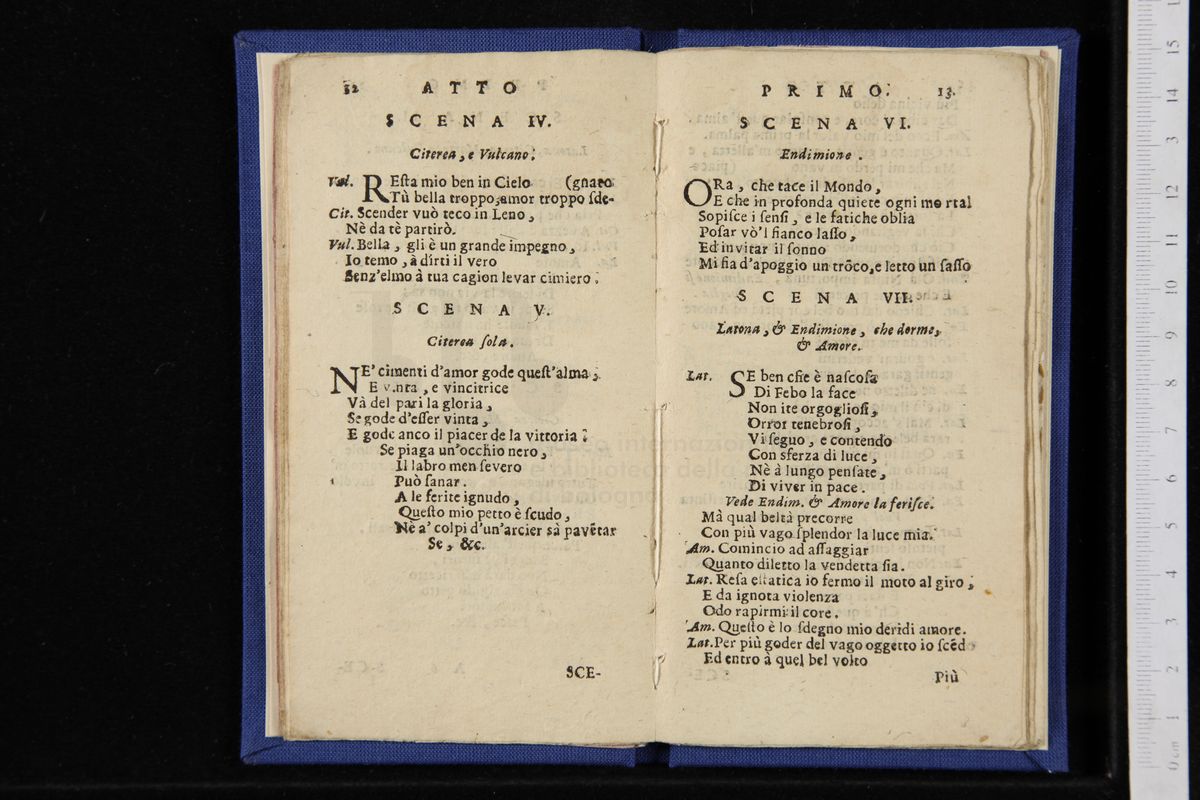 12 ATTO
SCENA IV.
Citerea, e Vulcano.
Vul. REſta mio ben in Cielo (gnato
Tù bella troppo, amor troppo ſde-
Cit. Scender vuò teco in Leno,
Nè da tè partirò.
Vul. Bella, gli è un grande impegno,
Io temo, à dirti il vero
Senz'elmo à tua cagion levar cimiero.
SCENA V.
Citerea ſola.
NE' cimenti d'amor gode queſt'alma,
E vinta, e vincitrice
Và del pari la gloria,
Se gode d'eſſer vinta,
E gode anco il piacer de la vittoria.
Se piaga un'occhio nero,
Il labro men ſevero
Può ſanar.
A le ferite ignudo,
Queſto mio petto è ſcudo,
Nè a' colpi d'un'arcier sà pavētar
Se, &c.
SCE-
PRIMO. 13.
SCENA VI.
Endimione.
ORa, che tace il Mondo,
E che in profonda quiete ogni mortal
Sopiſce i ſenſi, e le fatiche oblia
Poſar vò'l fianco laſſo,
Ed invitar il ſonno
Mi fia d'apoggio un trōco, e letto un ſaſſo
SCENA VII.
Latona, & Endimione, che dorme,
& Amore.
Lat. SE ben che è naſcoſa
Di Febo la face
Non ite orgoglioſi,
Orror tenebroſi,
Vi ſeguo, e contendo
Con sferza di luce,
Nè à lungo penſate,
Di viver in pace.
Vede Endim. & Amore la feriſce.
Mà qual beltà precorre
Con più vago ſplendor la luce mia.
Am. Comincio ad aſſaggiar
Quanto diletto la vendetta ſia.
Lat. Reſa eſtatica io fermo il moto al giro,
E da ignota violenza
Odo rapirmi il core.
Am. Queſto è lo ſdegno mio deridi amore.
Lat. Per più goder del vago oggetto io ſcēdo
Ed entro à quel bel volto
Più